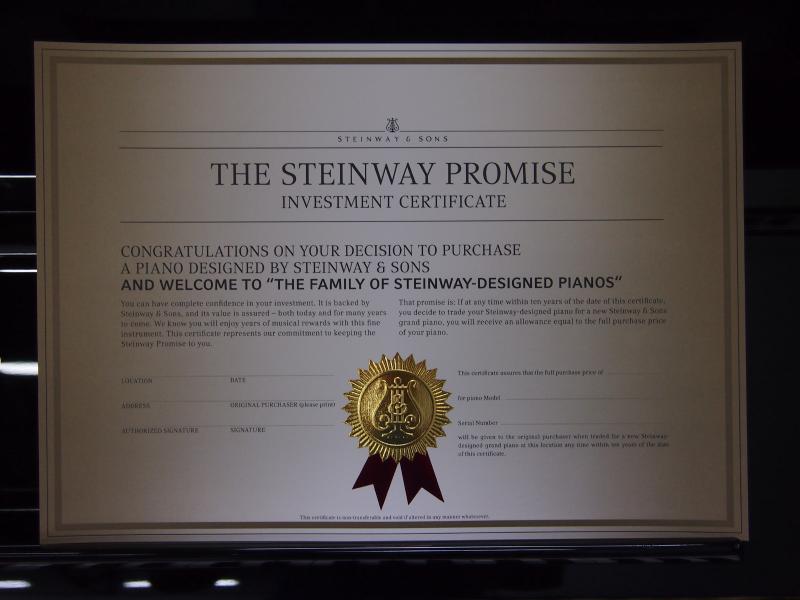 STEINWAY & SONS
THE STEINWAY PROMISE
INVESTMENT CERTIFICATE
CONGRATULATIONS ON YOUR DECISION TO PURCHASE
A PIANO DESIGNED BY STEINWAY & SONS
AND WELCOME TO “THE FAMILY OF STEINWAY-DESIGNED PIANOS“
You can have complete confidence in your investment. It is backed by
Steinway & Sons, and its value is assured – both today and for many years
to come. We know you will enjoy years of musical rewards with this fine
instrument. This certificate represents our commitment to keeping the
Steinway Promise to you.
That promise is: If at any time within ten years of the date of this certificate,
you decide to trade your Steinway-designed piano for a new Steinway & Sons
grand piano, you will receive an allowance equal to the full purchase price
of your piano.
LOCATION DATE
ADDRESS ORIGINAL PURCHASER (please print)
AUTHORIZED SIGNATURE SIGNATURE
This certificate assures that the full purchase price of
for piano Model
Serial Number
will be given to the original purchaser when traded for a new Steinway-
designed grand piano at this location any time within ten years of the date
of this certificate.
This certificate is non-transferable and void if altered in any manner whatsoever.